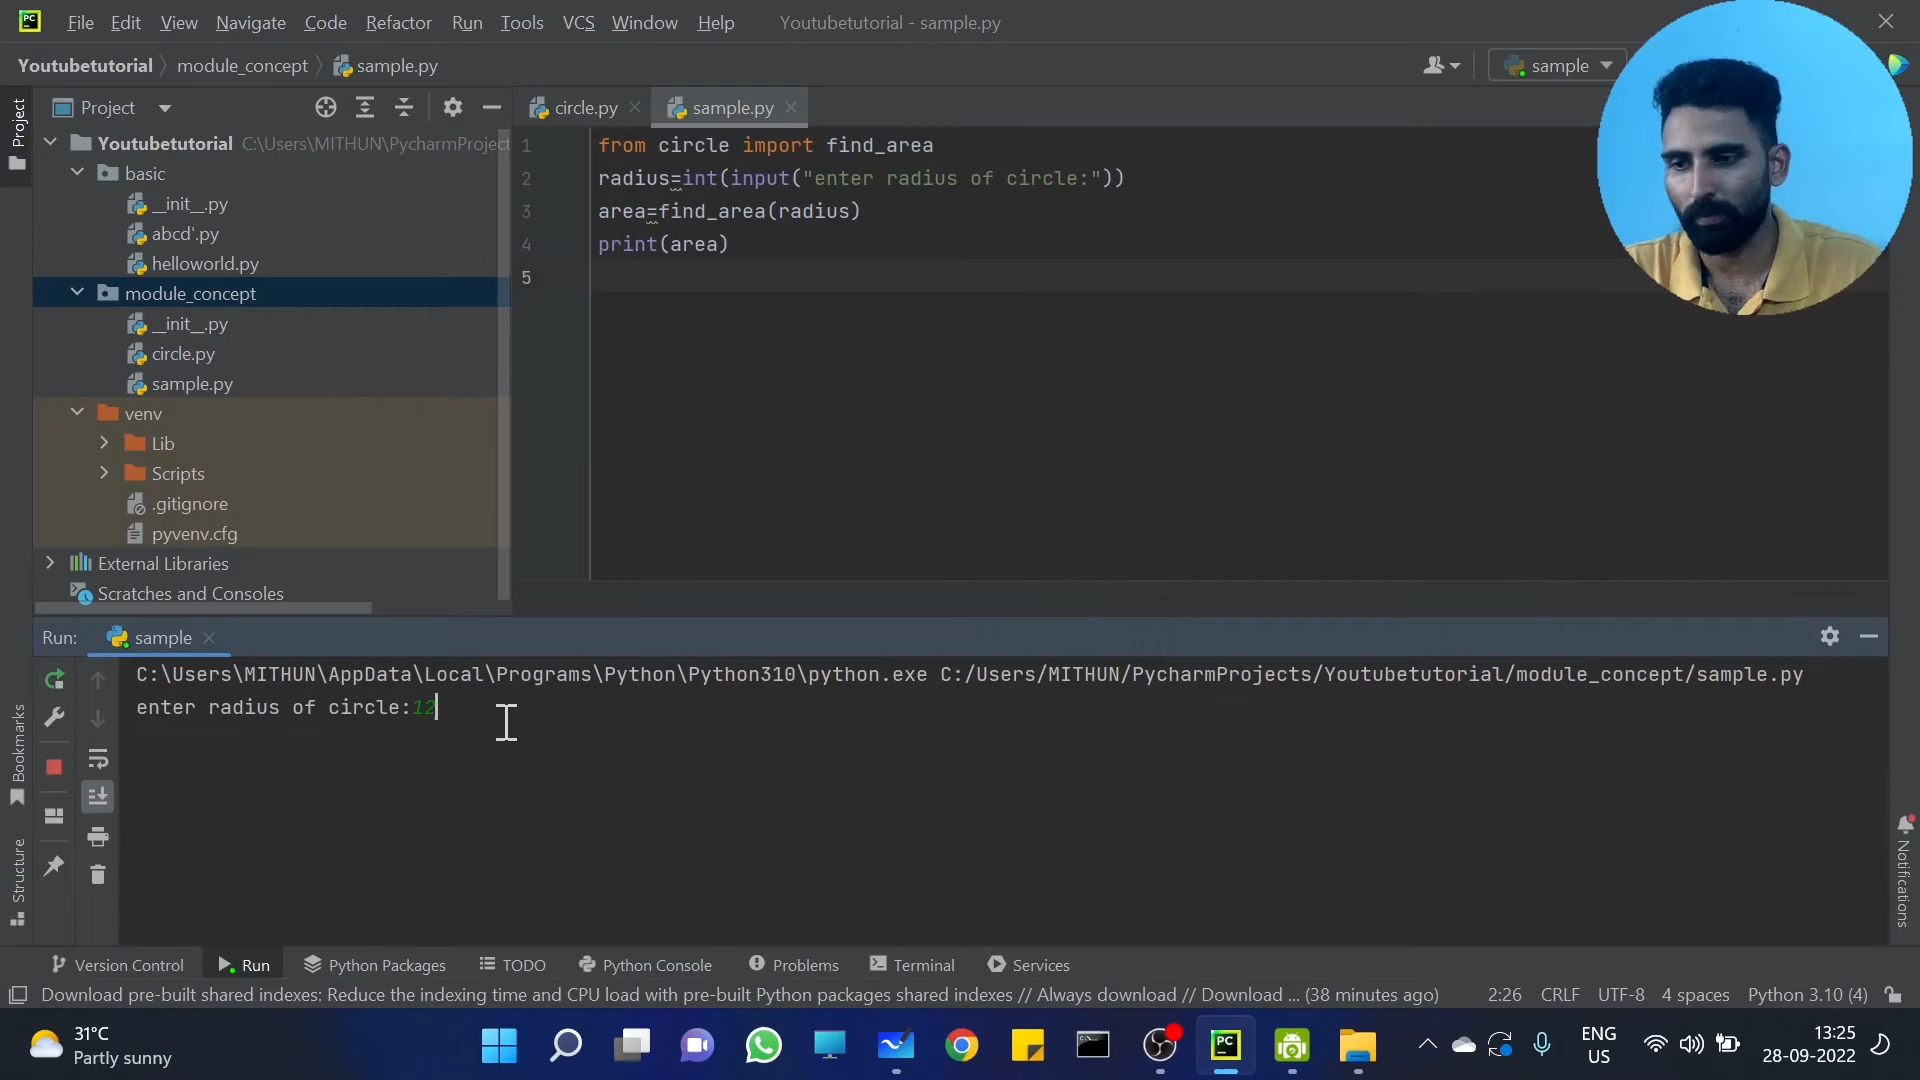 File Edit View Navigate Code Refactor Run Tools VCS Window Help Youtubetutorial - sample.py
Youtubetutorial module_concept sample.py
sample
Project
Project
circle.py
sample.py
Youtubetutorial C:\Users\MITHUN\PycharmProject
basic
__init__.py
abcd'.py
helloworld.py
module_concept
__init__.py
circle.py
sample.py
venv
Lib
Scripts
.gitignore
pyvenv.cfg
External Libraries
Scratches and Consoles
1 from circle import find_area
2 radius=int(input("enter radius of circle:"))
3 area=find_area(radius)
4 print(area)
5
Run: sample
C:\Users\MITHUN\AppData\Local\Programs\Python\Python310\python.exe C:/Users/MITHUN/PycharmProjects/Youtubetutorial/module_concept/sample.py
enter radius of circle:12
Bookmarks
Structure
Notifications
Version Control Run Python Packages TODO Python Console Problems Terminal Services
Download pre-built shared indexes: Reduce the indexing time and CPU load with pre-built Python packages shared indexes // Always download // Download ... (38 minutes ago) 2:26 CRLF UTF-8 4 spaces Python 3.10 (4)
31°C
Partly sunny
PC
ENG
US
13:25
28-09-2022